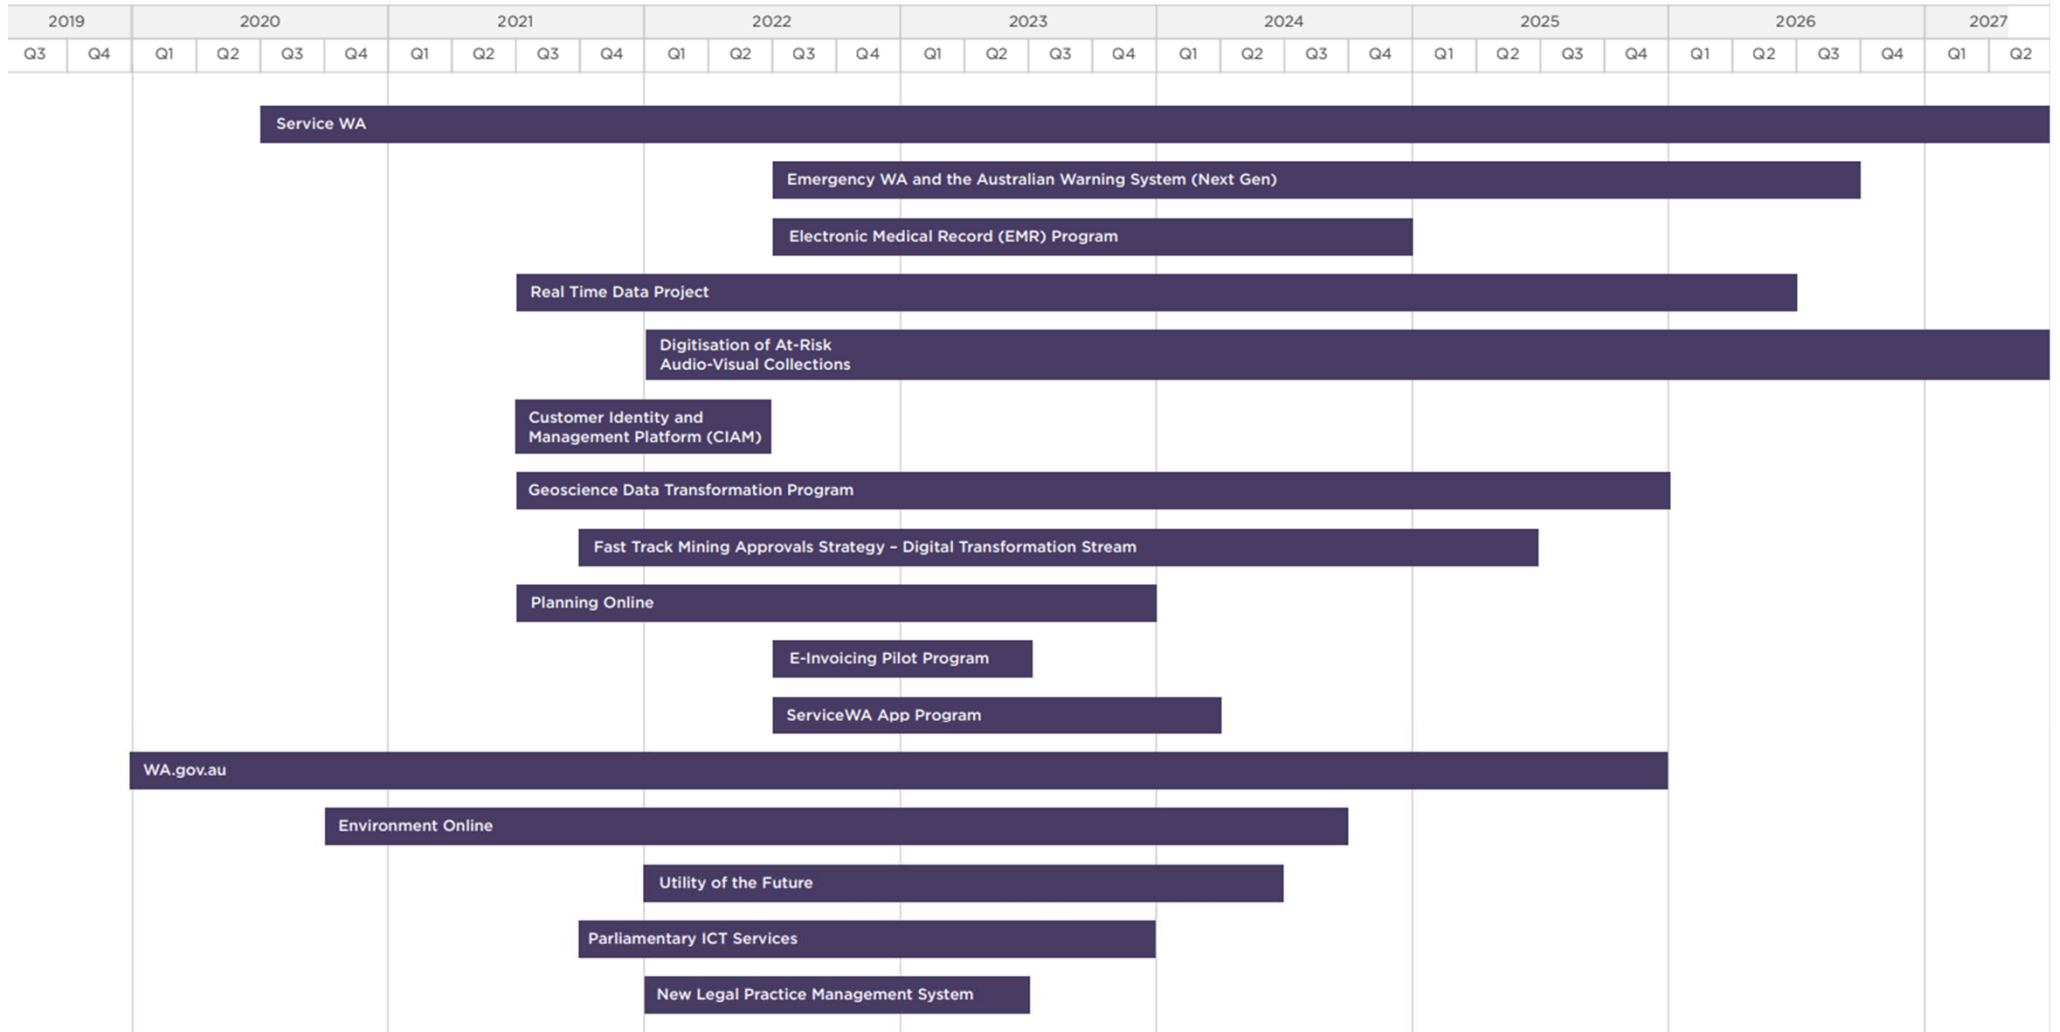 2019 2020 2021 2022 2023 2024 2025 2026 2027
Q3 Q4 Q1 Q2 Q3 Q4 Q1 Q2 Q3 Q4 Q1 Q2 Q3 Q4 Q1 Q2 Q3 Q4 Q1 Q2 Q3 Q4 Q1 Q2 Q3 Q4 Q1 Q2 Q3 Q4 Q1 Q2
Service WA
Emergency WA and the Australian Warning System (Next Gen)
Electronic Medical Record (EMR) Program
Real Time Data Project
Digitisation of At-Risk
Audio-Visual Collections
Customer Identity and
Management Platform (CIAM)
Geoscience Data Transformation Program
Fast Track Mining Approvals Strategy – Digital Transformation Stream
Planning Online
E-Invoicing Pilot Program
ServiceWA App Program
WA.gov.au
Environment Online
Utility of the Future
Parliamentary ICT Services
New Legal Practice Management System